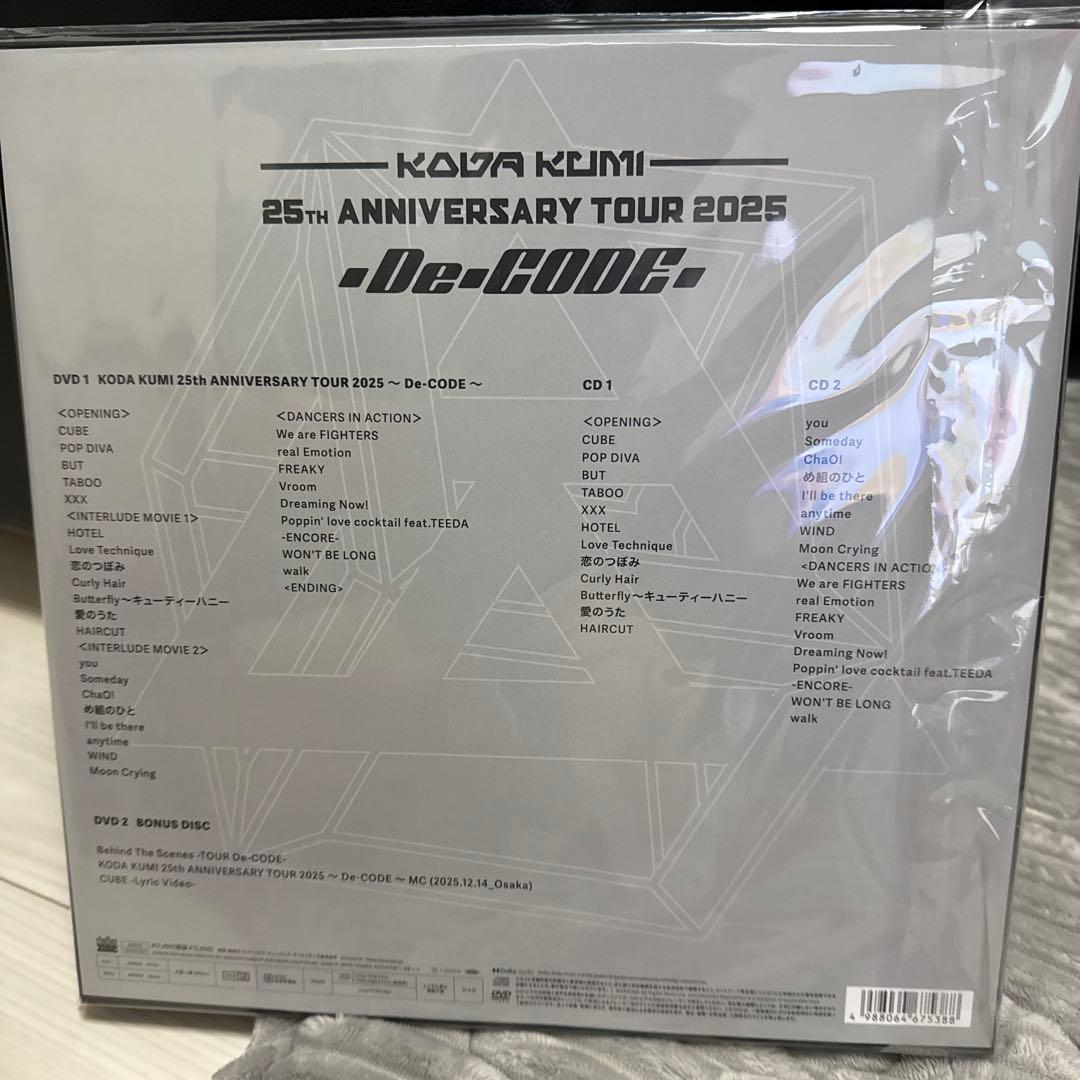 KODA KUMI
25TH ANNIVERSARY TOUR 2025
-De-CODE-
DVD 1 KODA KUMI 25th ANNIVERSARY TOUR 2025 ～ De-CODE ～
<OPENING>
CUBE
POP DIVA
BUT
TABOO
XXX
<INTERLUDE MOVIE 1>
HOTEL
Love Technique
恋のつぼみ
Curly Hair
Butterfly～キューティーハニー
愛のうた
HAIRCUT
<INTERLUDE MOVIE 2>
you
Someday
ChaO!
め組のひと
I'll be there
anytime
WIND
Moon Crying
<DANCERS IN ACTION>
We are FIGHTERS
real Emotion
FREAKY
Vroom
Dreaming Now!
Poppin' love cocktail feat.TEEDA
-ENCORE-
WON'T BE LONG
walk
<ENDING>
DVD 2 BONUS DISC
Behind The Scenes -TOUR De-CODE-
KODA KUMI 25th ANNIVERSARY TOUR 2025 ～ De-CODE ～ MC (2025.12.14_Osaka)
CUBE -Lyric Video-
CD 1
<OPENING>
CUBE
POP DIVA
BUT
TABOO
XXX
HOTEL
Love Technique
恋のつぼみ
Curly Hair
Butterfly～キューティーハニー
愛のうた
HAIRCUT
CD 2
you
Someday
ChaO!
め組のひと
I'll be there
anytime
WIND
Moon Crying
<DANCERS IN ACTION>
We are FIGHTERS
real Emotion
FREAKY
Vroom
Dreaming Now!
Poppin' love cocktail feat.TEEDA
-ENCORE-
WON'T BE LONG
walk
Dolby Audio
DVD
4 988064 675388